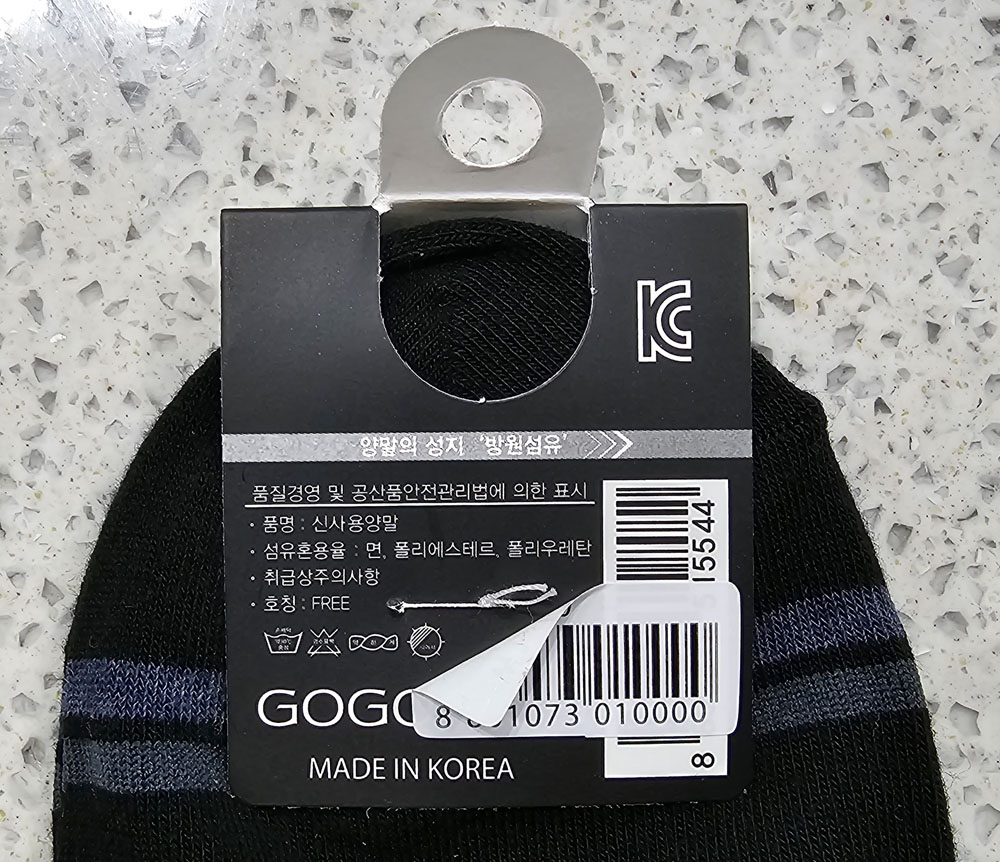 양말의 성지 '방원섬유'
품질경영 및 공산품안전관리법에 의한 표시
· 품명 : 신사용양말
· 섬유혼용율 : 면, 폴리에스테르, 폴리우레탄
· 취급상주의사항
· 호칭 : FREE
GOGO
MADE IN KOREA
1073 010000
15544
8